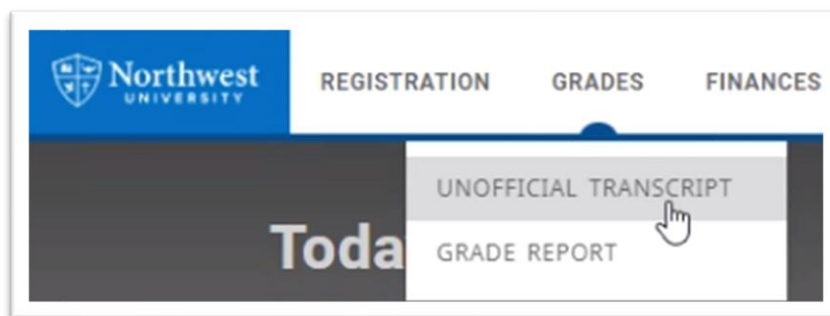 Northwest
UNIVERSITY
REGISTRATION GRADES FINANCES
UNOFFICIAL TRANSCRIPT
Toda
GRADE REPORT